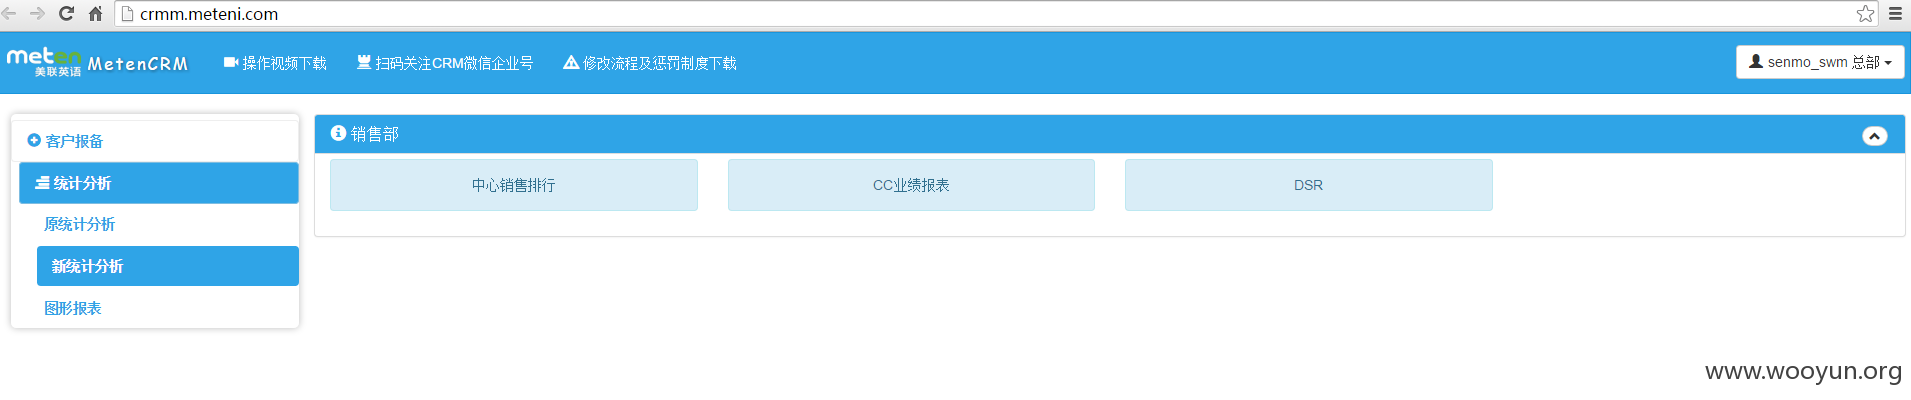 crmm.meteni.com
meten 美联英语 MetenCRM 操作视频下载 扫码关注CRM微信企业号 修改流程及惩罚制度下载 senmo_swm 总部
客户报备
统计分析
原统计分析
新统计分析
图形报表
销售部
中心销售排行 CC业绩报表 DSR
www.wooyun.org